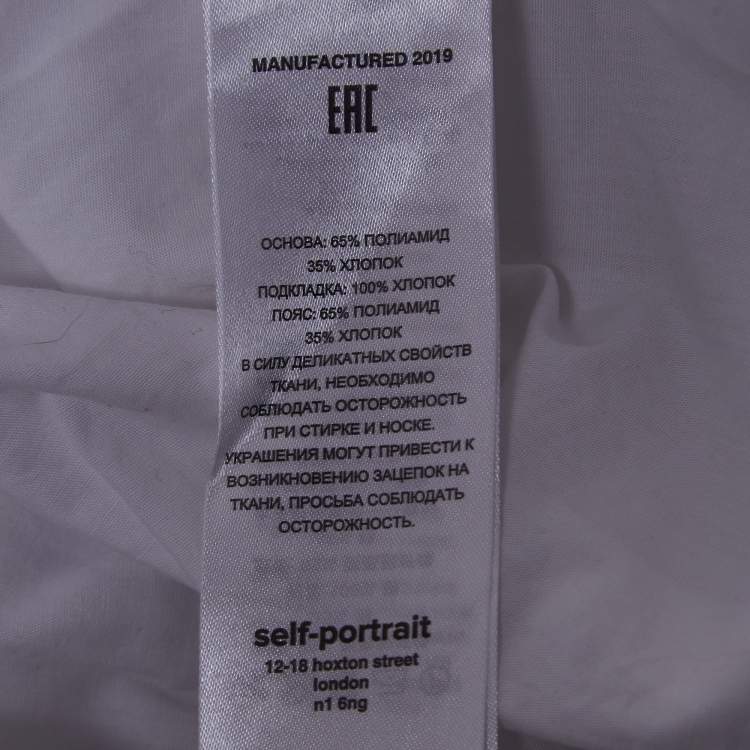 MANUFACTURED 2019
EAC
ОСНОВА: 65% ПОЛИАМИД
35% ХЛОПОК
ПОДКЛАДКА: 100% ХЛОПОК
ПОЯС: 65% ПОЛИАМИД
35% ХЛОПОК
В СИЛУ ДЕЛИКАТНЫХ СВОЙСТВ
ТКАНИ, НЕОБХОДИМО
СОБЛЮДАТЬ ОСТОРОЖНОСТЬ
ПРИ СТИРКЕ И НОСКЕ.
УКРАШЕНИЯ МОГУТ ПРИВЕСТИ К
ВОЗНИКНОВЕНИЮ ЗАЦЕПОК НА
ТКАНИ, ПРОСЬБА СОБЛЮДАТЬ
ОСТОРОЖНОСТЬ.
self-portrait
12-18 hoxton street
london
n1 6ng